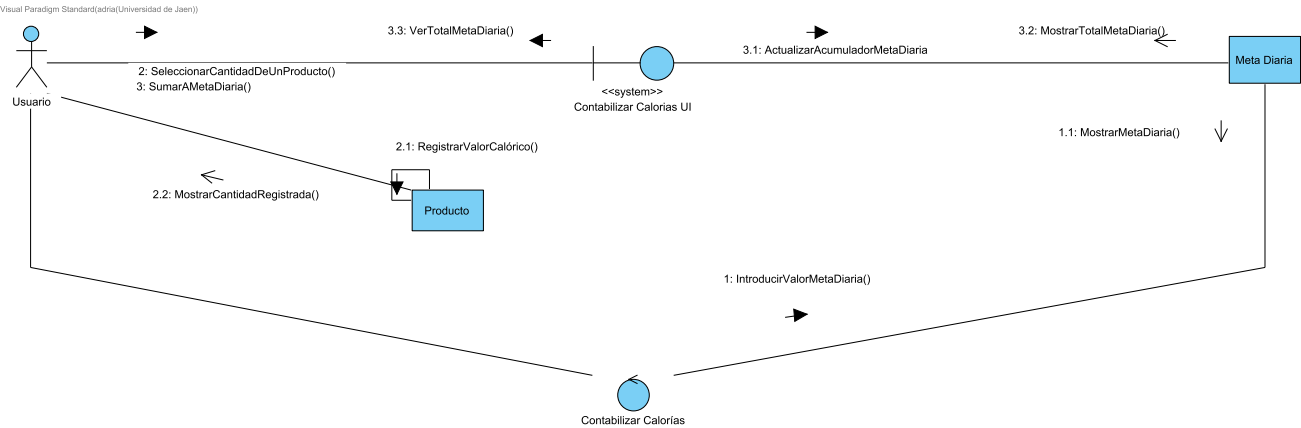 Visual Paradigm Standard(adria(Universidad de Jaen))
3.3: VerTotalMetaDiaria()
3.2: MostrarTotalMetaDiaria()
3.1: ActualizarAcumuladorMetaDiaria
Meta Diaria
2: SeleccionarCantidadDeUnProducto()
3: SumarAMetaDiaria()
<<system>>
Contabilizar Calorias UI
Usuario
1.1: MostrarMetaDiaria()
2.1: RegistrarValorCalórico()
2.2: MostrarCantidadRegistrada()
Producto
1: IntroducirValorMetaDiaria()
Contabilizar Calorías